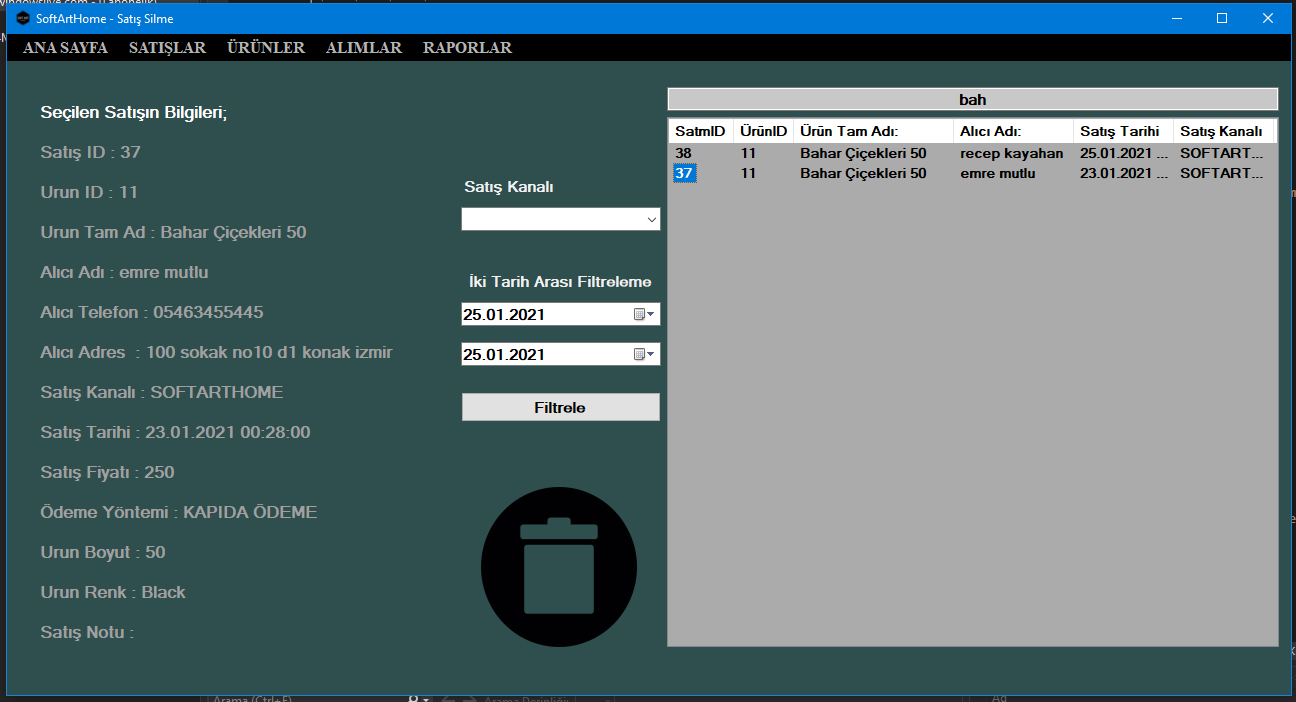 SoftArtHome - Satış Silme
ANA SAYFA SATIŞLAR ÜRÜNLER ALIMLAR RAPORLAR
Seçilen Satışın Bilgileri;
Satış ID : 37
Urun ID : 11
Urun Tam Ad : Bahar Çiçekleri 50
Alıcı Adı : emre mutlu
Alıcı Telefon : 05463455445
Alıcı Adres : 100 sokak no10 d1 konak izmir
Satış Kanalı : SOFTARTHOME
Satış Tarihi : 23.01.2021 00:28:00
Satış Fiyatı : 250
Ödeme Yöntemi : KAPIDA ÖDEME
Urun Boyut : 50
Urun Renk : Black
Satış Notu :
Satış Kanalı
İki Tarih Arası Filtreleme
25.01.2021
25.01.2021
Filtrele
bah
SatmID ÜrünID Ürün Tam Adı: Alıcı Adı: Satış Tarihi Satış Kanalı
38 11 Bahar Çiçekleri 50 recep kayahan 25.01.2021 ... SOFTART...
37 11 Bahar Çiçekleri 50 emre mutlu 23.01.2021 ... SOFTART...